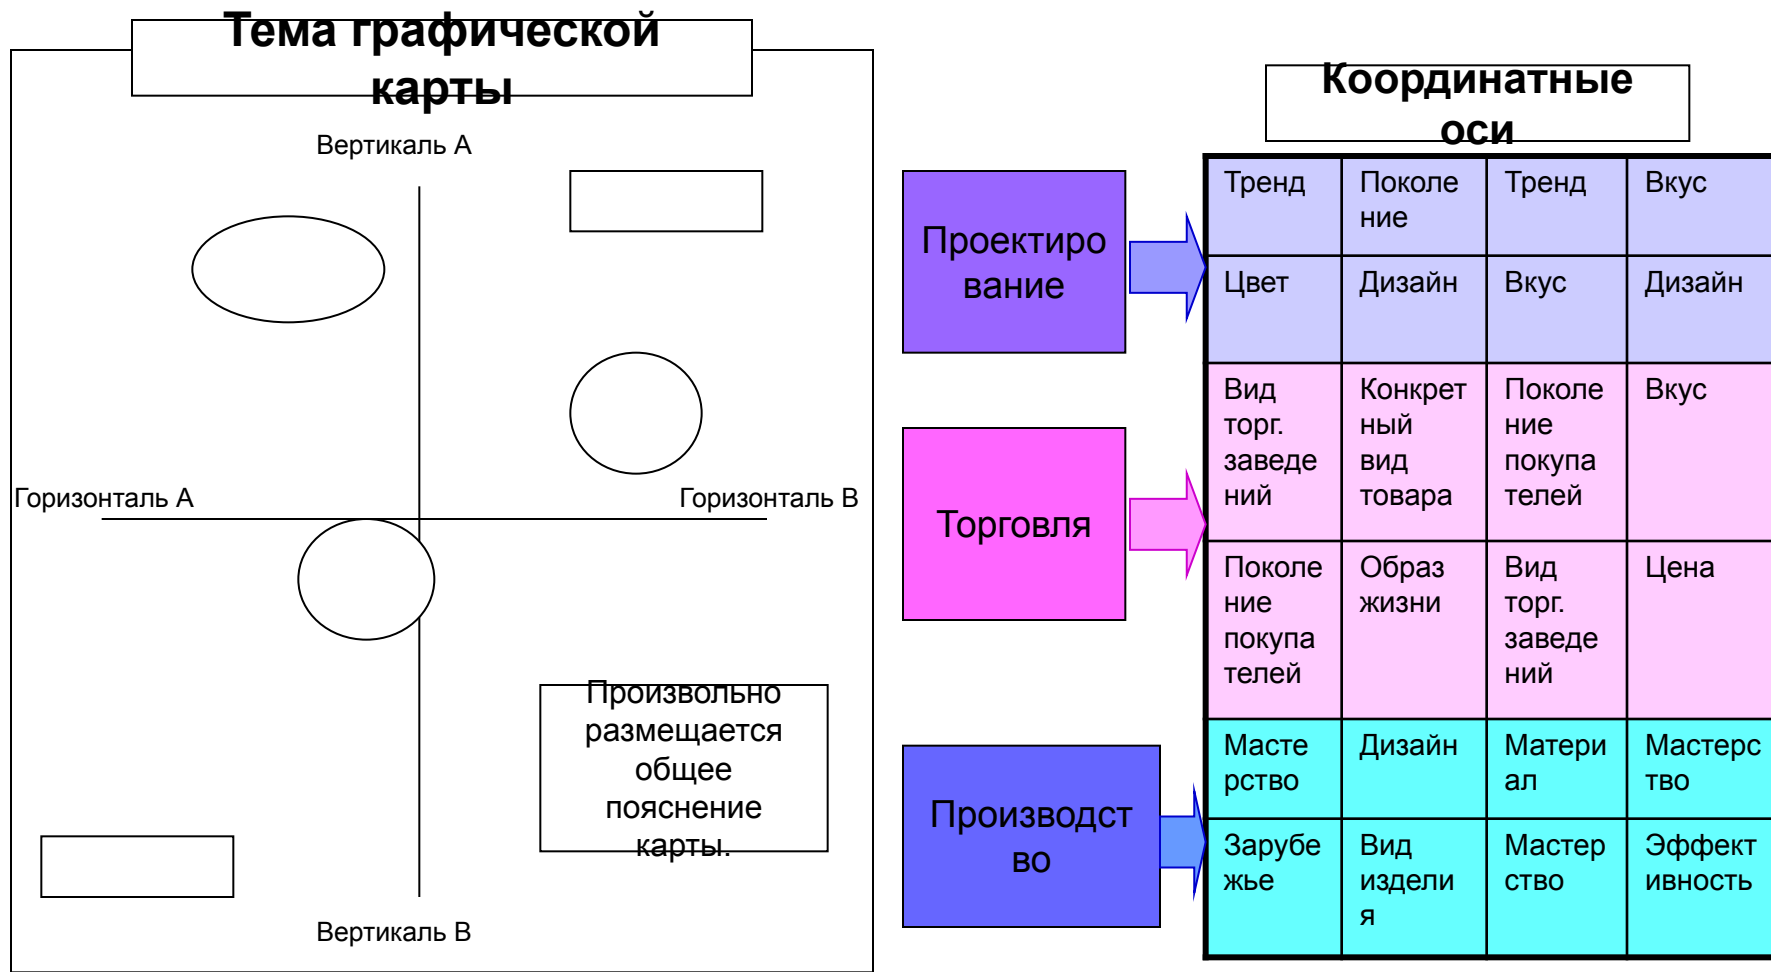 Тема графической
карты
Вертикаль А
Горизонталь А
Горизонталь В
Произвольно
размещается
общее
пояснение
карты.
Вертикаль В
Координатные
оси
Проектиро
вание
Торговля
Производст
во
Тренд
Поколе
ние
Тренд
Вкус
Цвет
Дизайн
Вкус
Дизайн
Вид
торг.
заведе
ний
Конкрет
ный
вид
товара
Поколе
ние
покупа
телей
Вкус
Поколе
ние
покупа
телей
Образ
жизни
Вид
торг.
заведе
ний
Цена
Масте
рство
Дизайн
Матери
ал
Мастерс
тво
Зарубе
жье
Вид
издели
я
Мастер
ство
Эффект
ивность